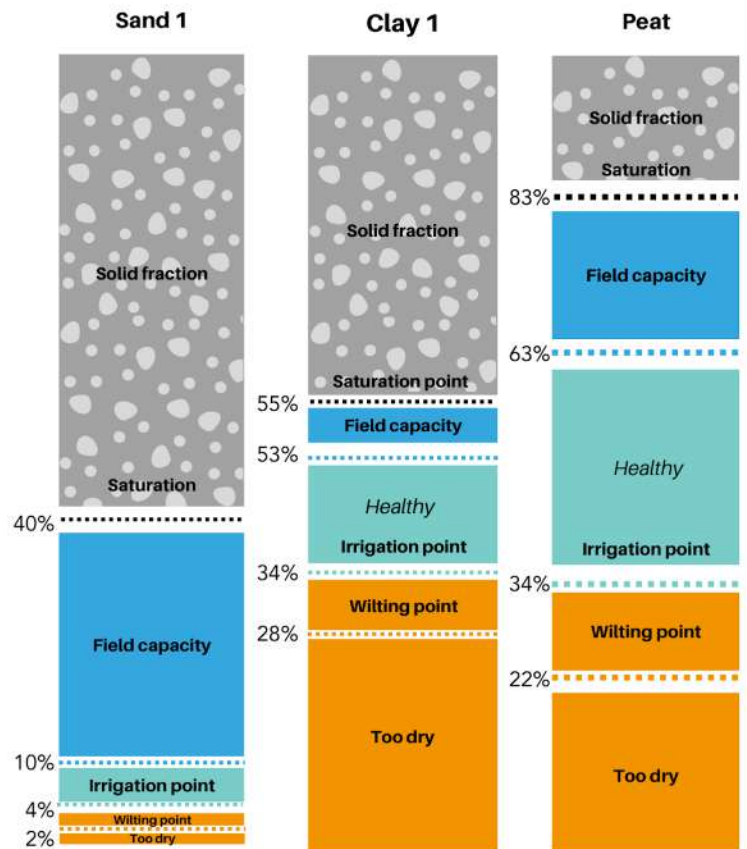 Sand 1
Solid fraction
Saturation
40%
Field capacity
10%
Irrigation point
4%
Wilting point
2%
Too dry
Clay 1
Solid fraction
Saturation point
55%
Field capacity
53%
Healthy
Irrigation point
34%
Wilting point
28%
Too dry
Peat
Solid fraction
Saturation
83%
Field capacity
63%
Healthy
Irrigation point
34%
Wilting point
22%
Too dry